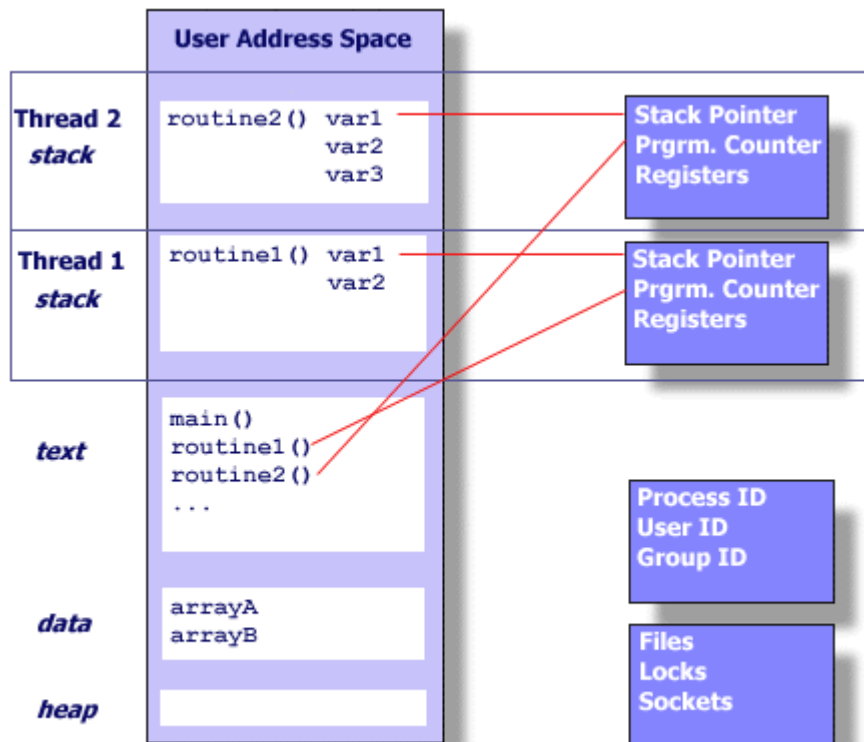 User Address Space
Thread 2
stack
routine2() var1
var2
var3
Stack Pointer
Prgrm. Counter
Registers
Thread 1
stack
routine1() var1
var2
Stack Pointer
Prgrm. Counter
Registers
text
main()
routine1()
routine2()
...
Process ID
User ID
Group ID
data
arrayA
arrayB
Files
Locks
Sockets
heap